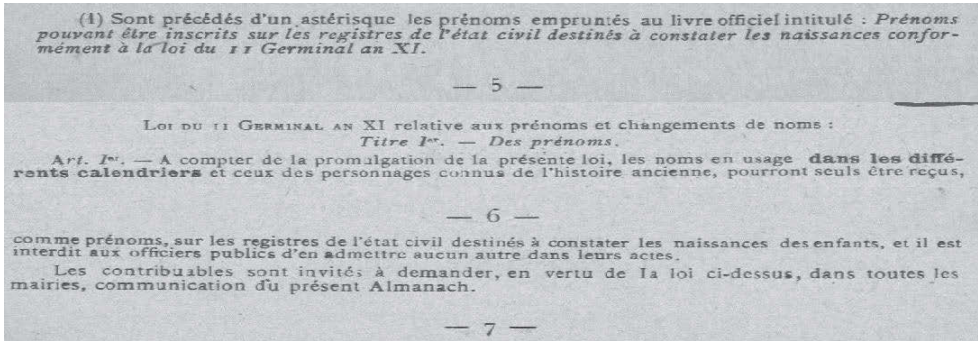 (1) Sont précédés d'un astérisque les prénoms empruntés au livre officiel intitulé : Prénoms
pouvant être inscrits sur les registres de l'état civil destinés à constater les naissances confor-
mément à la loi du 11 Germinal an XI.
— 5 —
LOI DU 11 GERMINAL AN XI relative aux prénoms et changements de noms :
Titre Ier. — Des prénoms.
Art. Ier. — A compter de la promulgation de la présente loi, les noms en usage dans les diffé-
rents calendriers et ceux des personnages connus de l'histoire ancienne, pourront seuls être reçus,
— 6 —
comme prénoms, sur les registres de l'état civil destinés à constater les naissances des enfants, et il est
interdit aux officiers publics d'en admettre aucun autre dans leurs actes.
Les contribuables sont invités à demander, en vertu de la loi ci-dessus, dans toutes les
mairies, communication du présent Almanach.
— 7 —